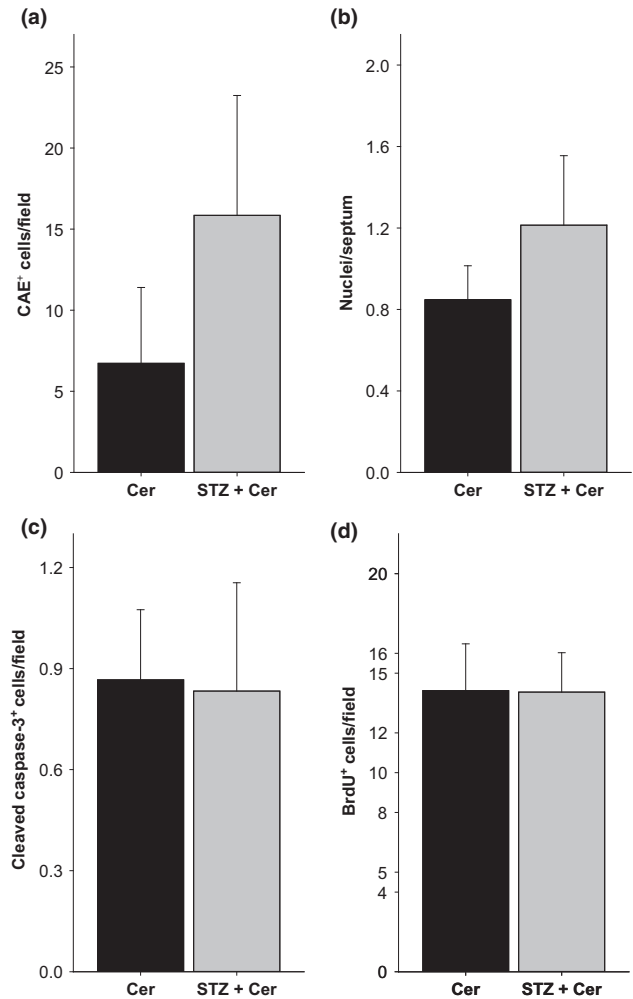 (a)
CAE+ cells/field
25
20
15
10
5
0
Cer
STZ + Cer
(b)
Nuclei/septum
2.0
1.6
1.2
0.8
0.4
0.0
Cer
STZ + Cer
(c)
Cleaved caspase-3+ cells/field
1.2
0.9
0.6
0.3
0.0
Cer
STZ + Cer
(d)
BrdU+ cells/field
20
16
15
12
10
8
5
4
0
Cer
STZ + Cer